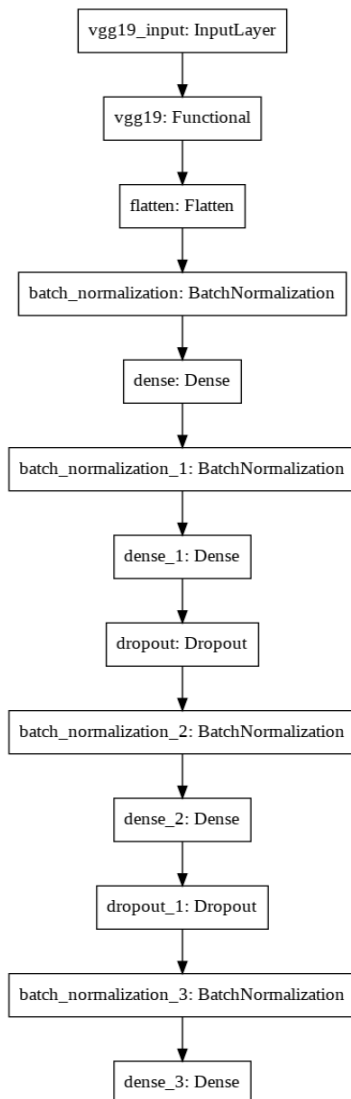 vgg19_input: InputLayer
vgg19: Functional
flatten: Flatten
batch_normalization: BatchNormalization
dense: Dense
batch_normalization_1: BatchNormalization
dense_1: Dense
dropout: Dropout
batch_normalization_2: BatchNormalization
dense_2: Dense
dropout_1: Dropout
batch_normalization_3: BatchNormalization
dense_3: Dense